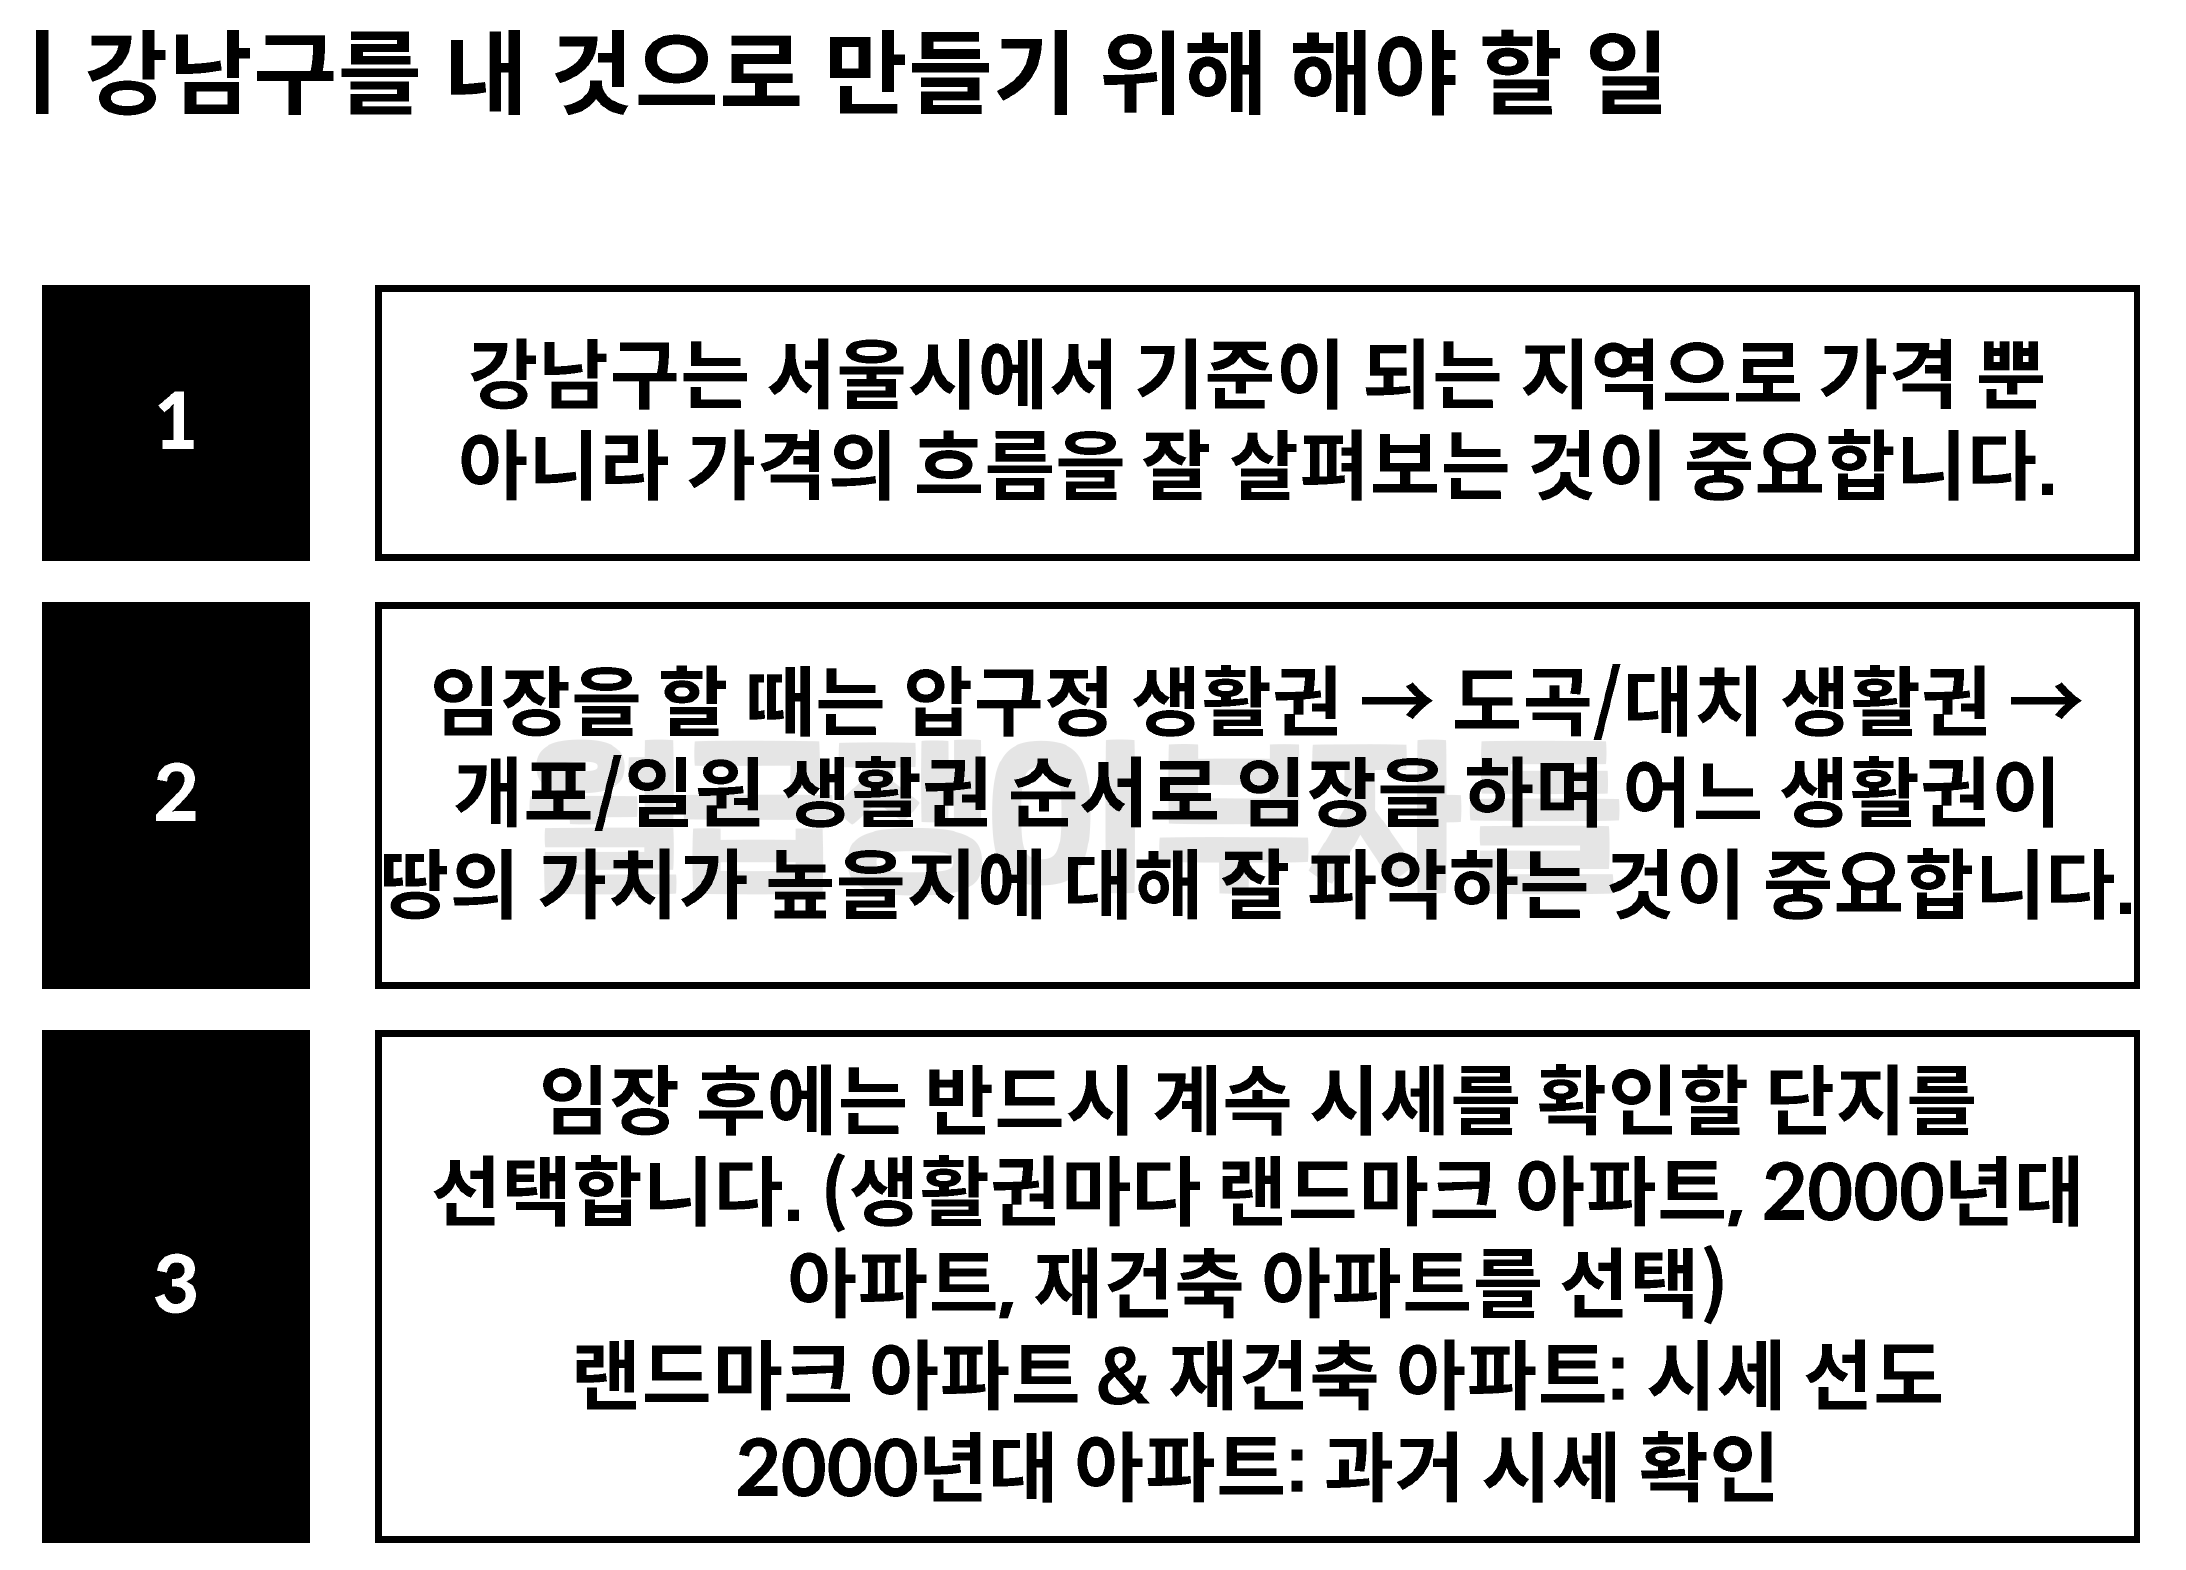 | 강남구를 내 것으로 만들기 위해 해야 할 일
1
강남구는 서울시에서 기준이 되는 지역으로 가격 뿐
아니라 가격의 흐름을 잘 살펴보는 것이 중요합니다.
2
임장을 할 때는 압구정 생활권 → 도곡/대치 생활권 →
개포/일원 생활권 순서로 임장을 하며 어느 생활권이
땅의 가치가 높을지에 대해 잘 파악하는 것이 중요합니다.
월급쟁이부자들
3
임장 후에는 반드시 계속 시세를 확인할 단지를
선택합니다. (생활권마다 랜드마크 아파트, 2000년대
아파트, 재건축 아파트를 선택)
랜드마크 아파트 & 재건축 아파트: 시세 선도
2000년대 아파트: 과거 시세 확인